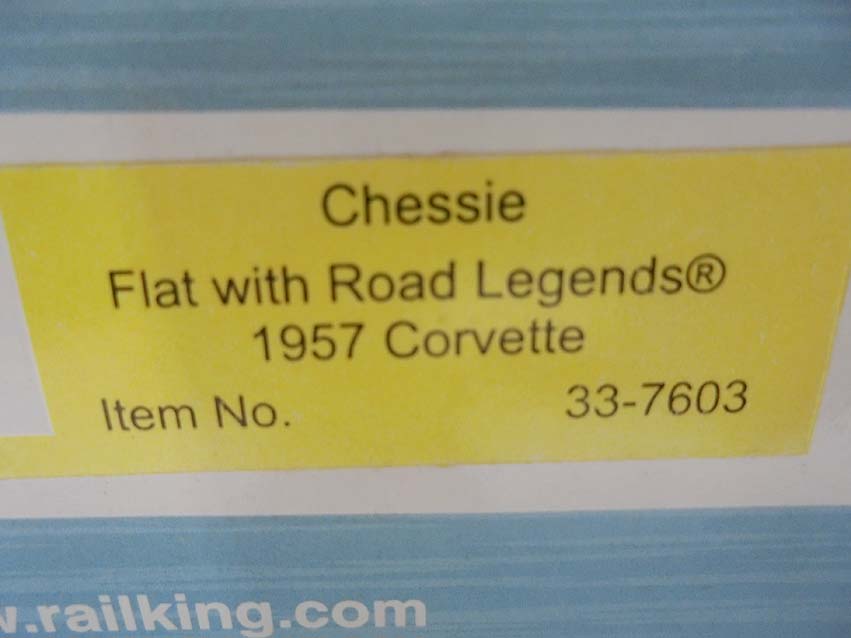 Chessie
Flat with Road Legends®
1957 Corvette
Item No. 33-7603
w.railking.com